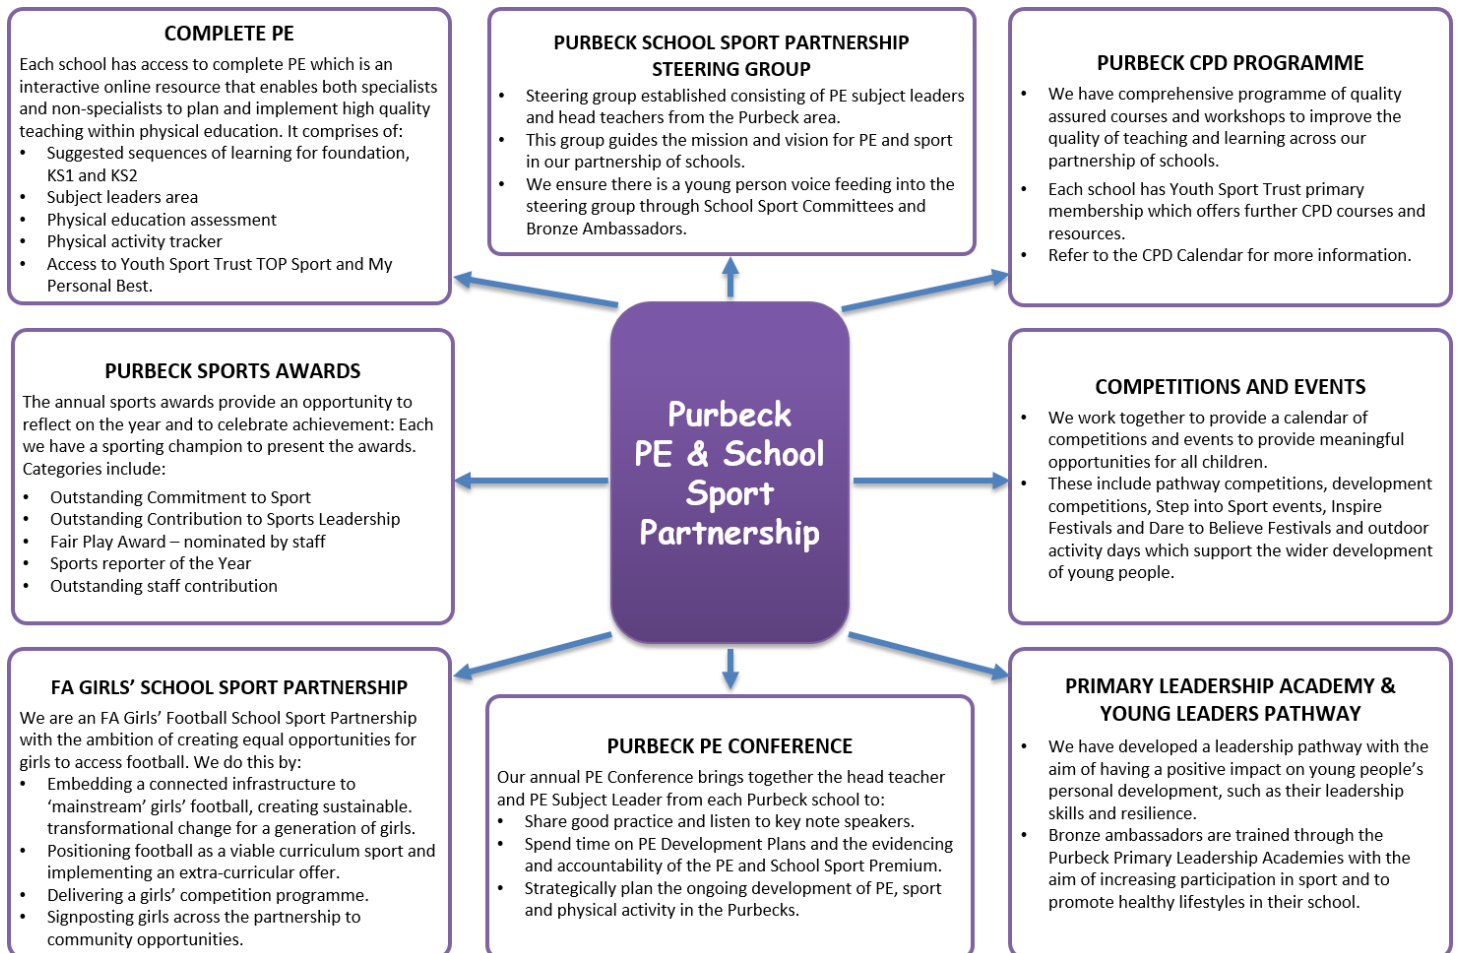 COMPLETE PE
Each school has access to complete PE which is an
interactive online resource that enables both specialists
and non-specialists to plan and implement high quality
teaching within physical education. It comprises of:
• Suggested sequences of learning for foundation,
KS1 and KS2
• Subject leaders area
• Physical education assessment
• Physical activity tracker
• Access to Youth Sport Trust TOP Sport and My
Personal Best.
PURBECK SCHOOL SPORT PARTNERSHIP
STEERING GROUP
• Steering group established consisting of PE subject leaders
and head teachers from the Purbeck area.
• This group guides the mission and vision for PE and sport
in our partnership of schools.
• We ensure there is a young person voice feeding into the
steering group through School Sport Committees and
Bronze Ambassadors.
PURBECK CPD PROGRAMME
• We have comprehensive programme of quality
assured courses and workshops to improve the
quality of teaching and learning across our
partnership of schools.
• Each school has Youth Sport Trust primary
membership which offers further CPD courses and
resources.
• Refer to the CPD Calendar for more information.
PURBECK SPORTS AWARDS
The annual sports awards provide an opportunity to
reflect on the year and to celebrate achievement: Each
we have a sporting champion to present the awards.
Categories include:
• Outstanding Commitment to Sport
• Outstanding Contribution to Sports Leadership
• Fair Play Award – nominated by staff
• Sports reporter of the Year
• Outstanding staff contribution
Purbeck
PE & School
Sport
Partnership
COMPETITIONS AND EVENTS
• We work together to provide a calendar of
competitions and events to provide meaningful
opportunities for all children.
• These include pathway competitions, development
competitions, Step into Sport events, Inspire
Festivals and Dare to Believe Festivals and outdoor
activity days which support the wider development
of young people.
FA GIRLS’ SCHOOL SPORT PARTNERSHIP
We are an FA Girls’ Football School Sport Partnership
with the ambition of creating equal opportunities for
girls to access football. We do this by:
• Embedding a connected infrastructure to
‘mainstream’ girls’ football, creating sustainable.
transformational change for a generation of girls.
• Positioning football as a viable curriculum sport and
implementing an extra-curricular offer.
• Delivering a girls’ competition programme.
• Signposting girls across the partnership to
community opportunities.
PURBECK PE CONFERENCE
Our annual PE Conference brings together the head teacher
and PE Subject Leader from each Purbeck school to:
• Share good practice and listen to key note speakers.
• Spend time on PE Development Plans and the evidencing
and accountability of the PE and School Sport Premium.
• Strategically plan the ongoing development of PE, sport
and physical activity in the Purbecks.
PRIMARY LEADERSHIP ACADEMY &
YOUNG LEADERS PATHWAY
• We have developed a leadership pathway with the
aim of having a positive impact on young people’s
personal development, such as their leadership
skills and resilience.
• Bronze ambassadors are trained through the
Purbeck Primary Leadership Academies with the
aim of increasing participation in sport and to
promote healthy lifestyles in their school.